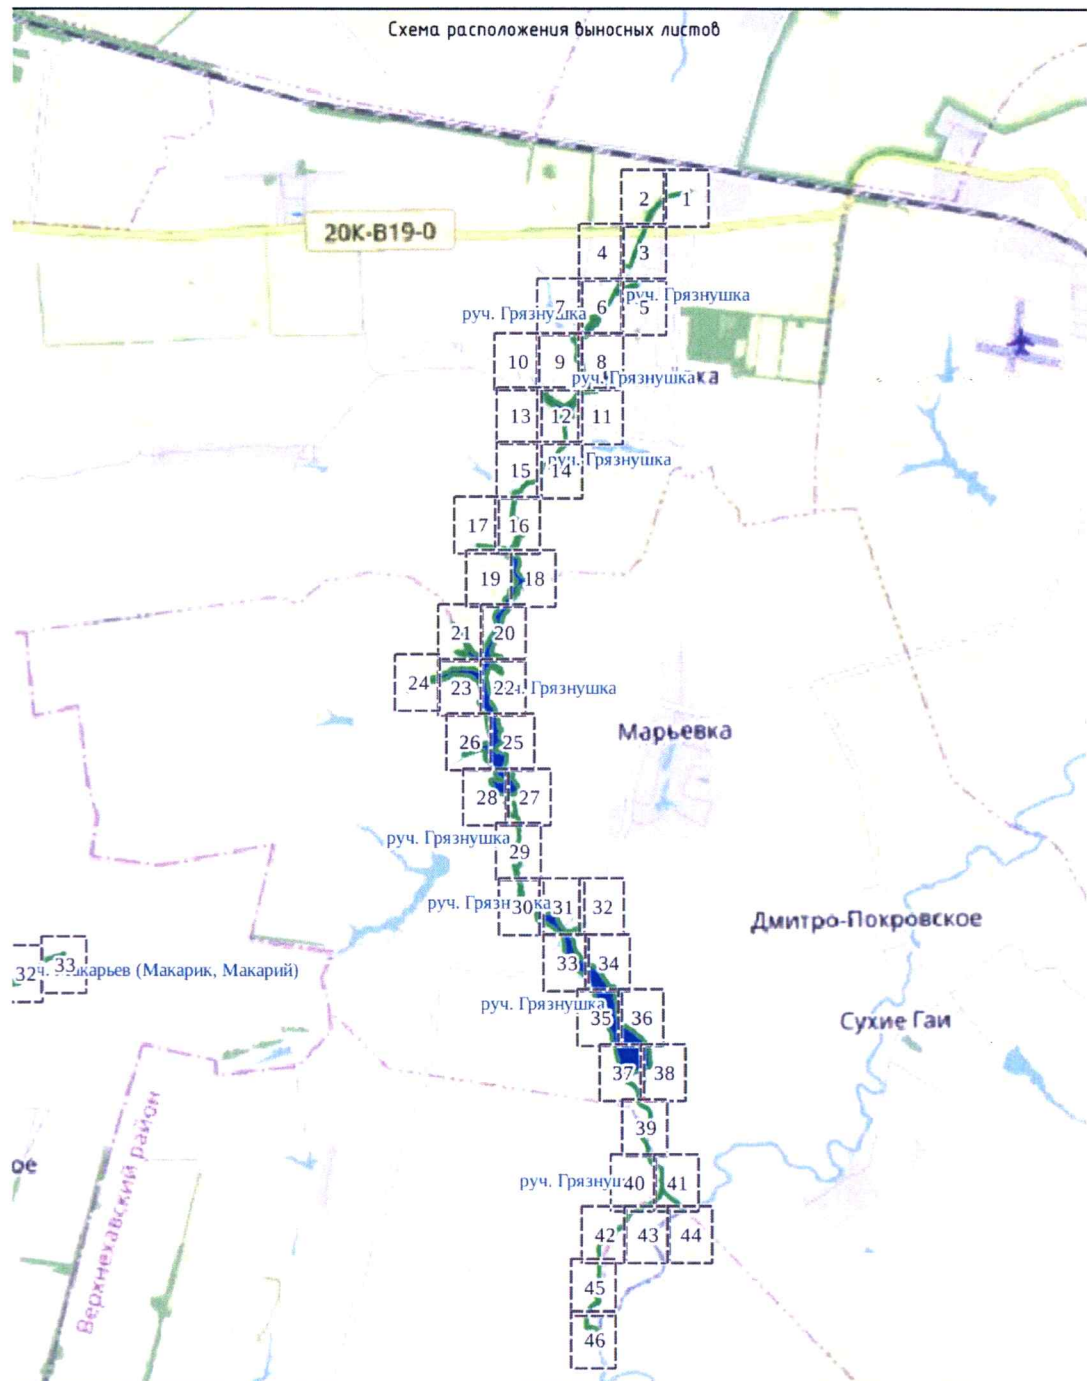 Схема расположения выносных листов
2 1
20К-В19-0
4 3
руч. Грязнушка
7 6 5
руч. Грязнушка
10 9 8
руч. Грязнушка
13 12 11
руч. Грязнушка
15 14
17 16
19 18
21 20
24 23 22
Грязнушка
Марьевка
26 25
28 27
руч. Грязнушка
29
руч. Грязнушка
30 31 32
Дмитро-Покровское
32 33
Макарьев (Макарик, Макарий)
33 34
руч. Грязнушка
35 36
Сухие Гаи
37 38
39
Верхнехавский район
ое
руч. Грязнуш
40 41
42 43 44
45
46